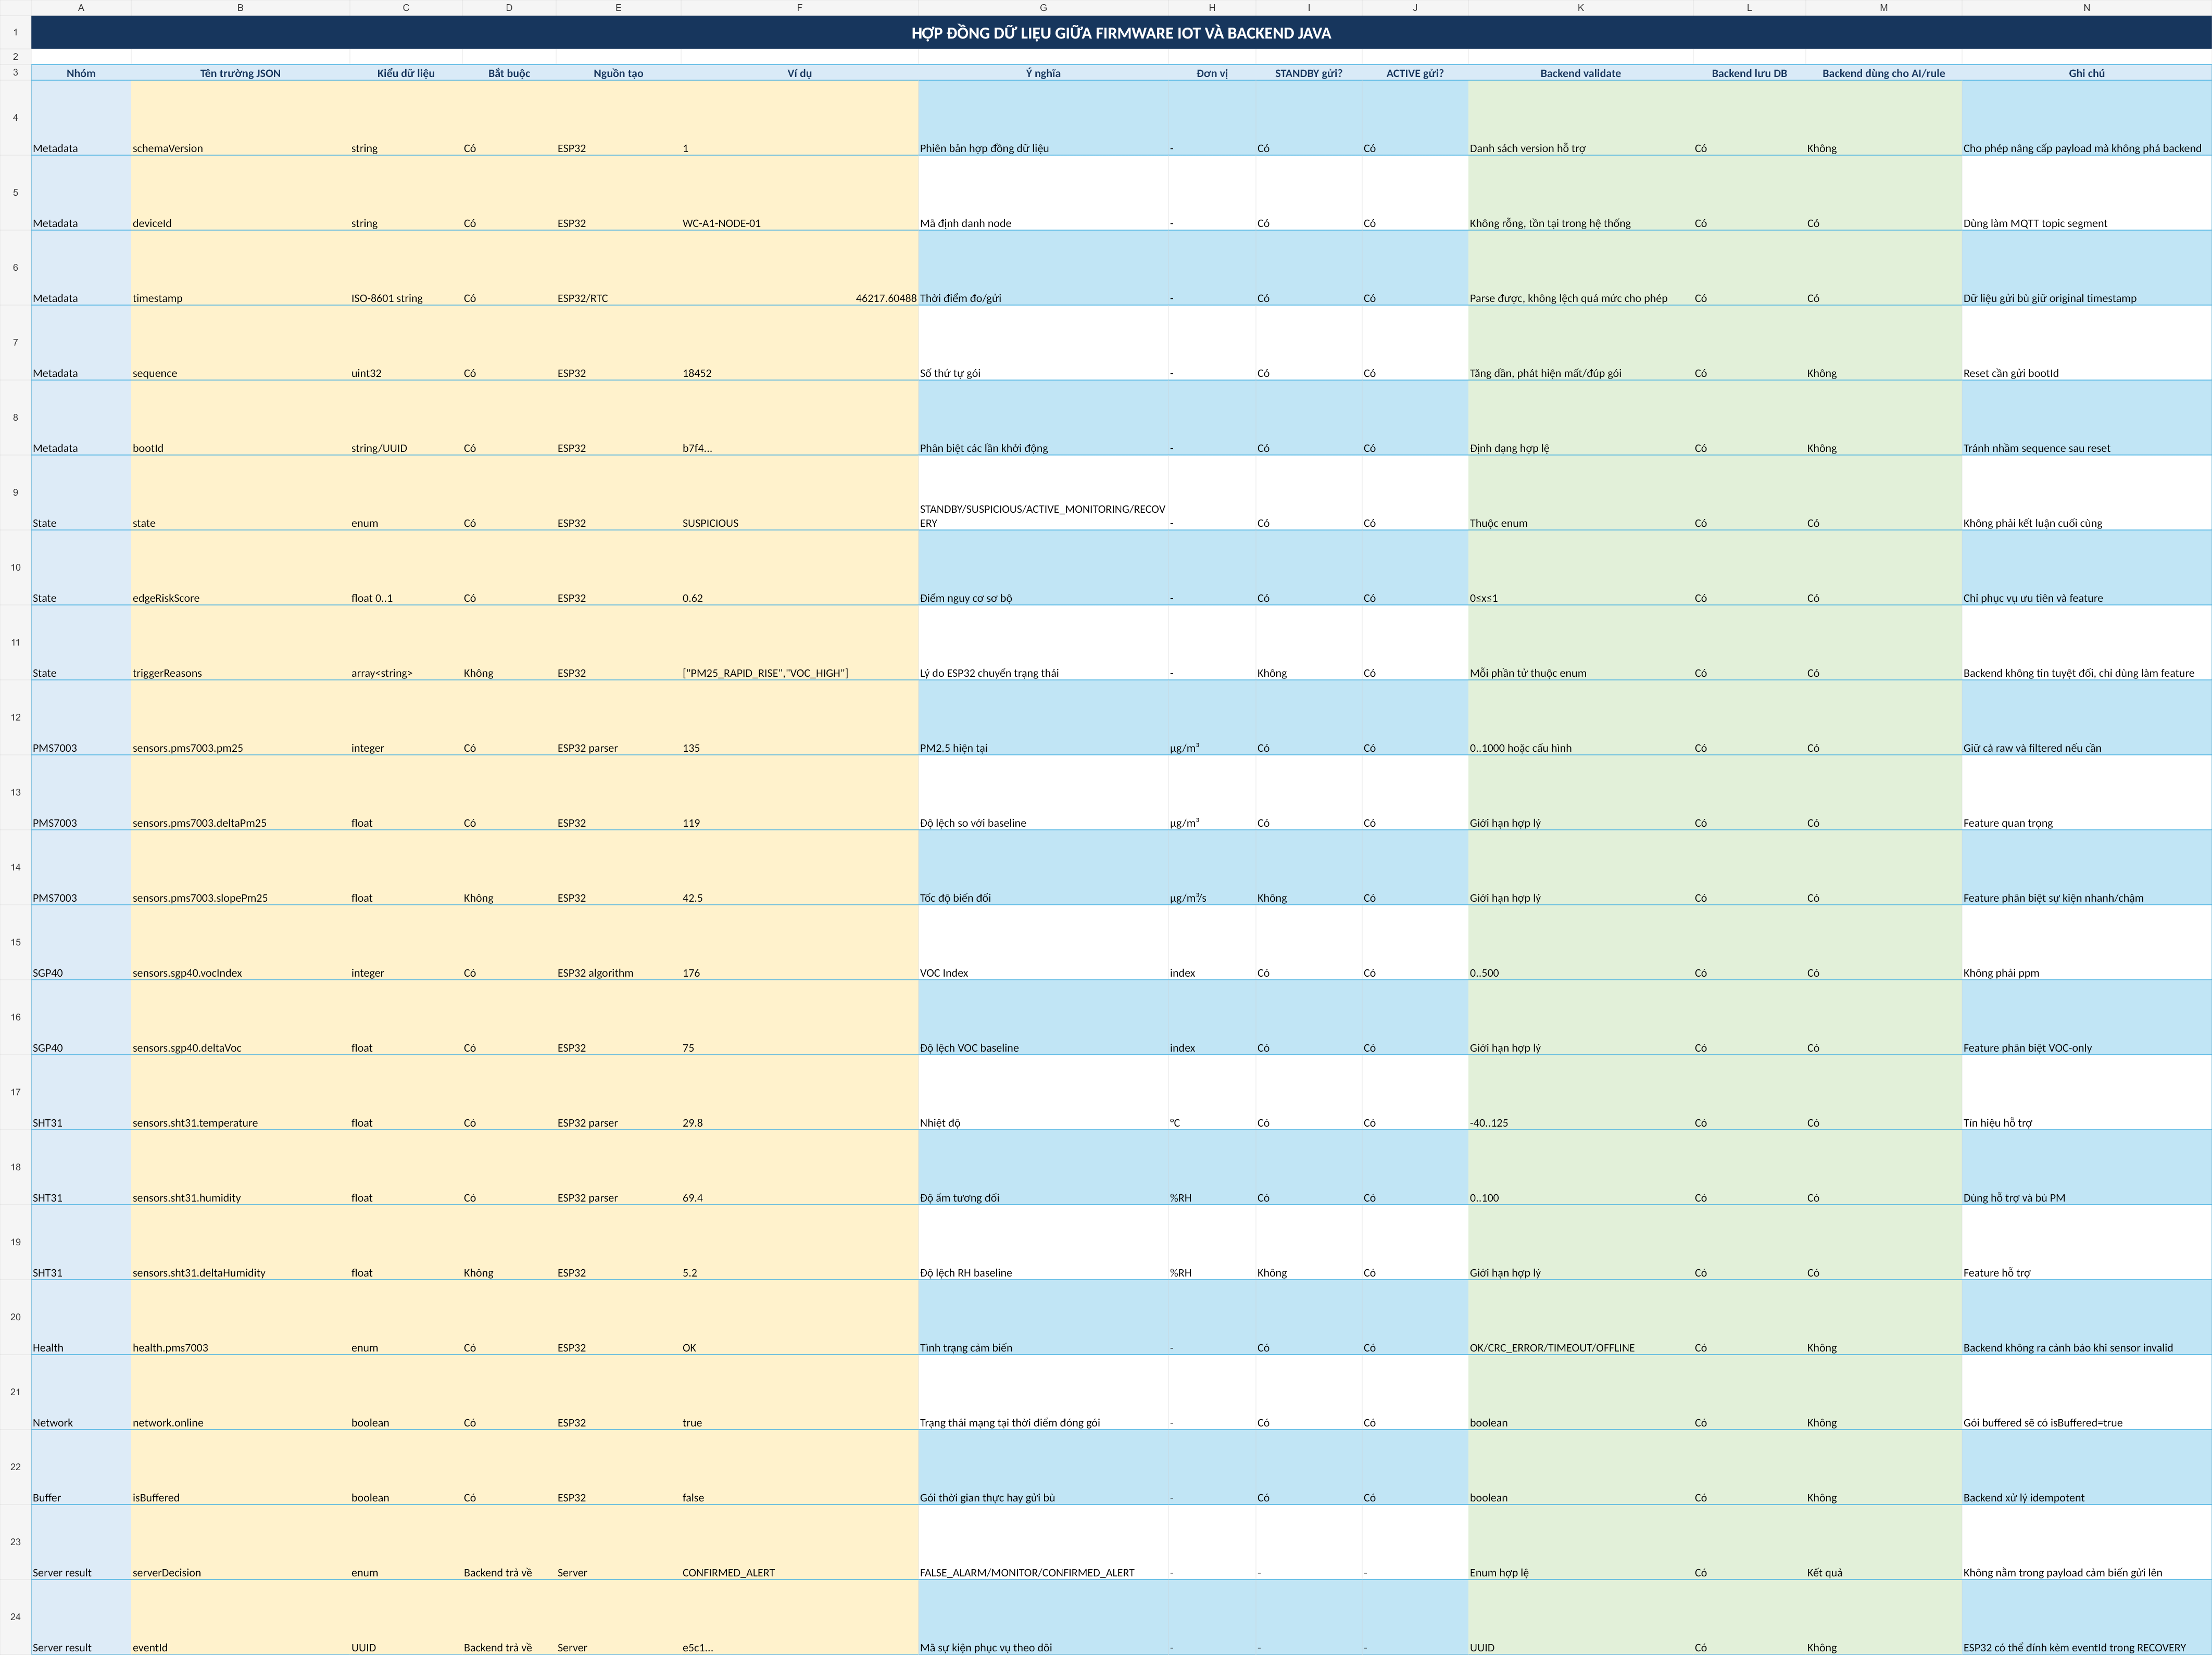 A B C D E F G H I J K L M N
1 HỢP ĐỒNG DỮ LIỆU GIỮA FIRMWARE IOT VÀ BACKEND JAVA
2
3 Nhóm Tên trường JSON Kiểu dữ liệu Bắt buộc Nguồn tạo Ví dụ Ý nghĩa Đơn vị STANDBY gửi? ACTIVE gửi? Backend validate Backend lưu DB Backend dùng cho AI/rule Ghi chú
4 Metadata schemaVersion string Có ESP32 1 Phiên bản hợp đồng dữ liệu - Có Có Danh sách version hỗ trợ Có Không Cho phép nâng cấp payload mà không phá backend
5 Metadata deviceId string Có ESP32 WC-A1-NODE-01 Mã định danh node - Có Có Không rỗng, tồn tại trong hệ thống Có Có Dùng làm MQTT topic segment
6 Metadata timestamp ISO-8601 string Có ESP32/RTC 46217.60488 Thời điểm đo/gửi - Có Có Parse được, không lệch quá mức cho phép Có Có Dữ liệu gửi bù giữ original timestamp
7 Metadata sequence uint32 Có ESP32 18452 Số thứ tự gói - Có Có Tăng dần, phát hiện mất/đúp gói Có Không Reset cần gửi bootId
8 Metadata bootId string/UUID Có ESP32 b7f4... Phân biệt các lần khởi động - Có Có Định dạng hợp lệ Có Không Tránh nhầm sequence sau reset
9 State state enum Có ESP32 SUSPICIOUS STANDBY/SUSPICIOUS/ACTIVE_MONITORING/RECOV
ERY - Có Có Thuộc enum Có Có Không phải kết luận cuối cùng
10 State edgeRiskScore float 0..1 Có ESP32 0.62 Điểm nguy cơ sơ bộ - Có Có 0≤x≤1 Có Có Chỉ phục vụ ưu tiên và feature
11 State triggerReasons array<string> Không ESP32 ["PM25_RAPID_RISE","VOC_HIGH"] Lý do ESP32 chuyển trạng thái - Không Có Mỗi phần tử thuộc enum Có Có Backend không tin tuyệt đối, chỉ dùng làm feature
12 PMS7003 sensors.pms7003.pm25 integer Có ESP32 parser 135 PM2.5 hiện tại µg/m³ Có Có 0..1000 hoặc cấu hình Có Có Giữ cả raw và filtered nếu cần
13 PMS7003 sensors.pms7003.deltaPm25 float Có ESP32 119 Độ lệch so với baseline µg/m³ Có Có Giới hạn hợp lý Có Có Feature quan trọng
14 PMS7003 sensors.pms7003.slopePm25 float Không ESP32 42.5 Tốc độ biến đổi µg/m³/s Không Có Giới hạn hợp lý Có Có Feature phân biệt sự kiện nhanh/chậm
15 SGP40 sensors.sgp40.vocIndex integer Có ESP32 algorithm 176 VOC Index index Có Có 0..500 Có Có Không phải ppm
16 SGP40 sensors.sgp40.deltaVoc float Có ESP32 75 Độ lệch VOC baseline index Có Có Giới hạn hợp lý Có Có Feature phân biệt VOC-only
17 SHT31 sensors.sht31.temperature float Có ESP32 parser 29.8 Nhiệt độ °C Có Có -40..125 Có Có Tín hiệu hỗ trợ
18 SHT31 sensors.sht31.humidity float Có ESP32 parser 69.4 Độ ẩm tương đối %RH Có Có 0..100 Có Có Dùng hỗ trợ và bù PM
19 SHT31 sensors.sht31.deltaHumidity float Không ESP32 5.2 Độ lệch RH baseline %RH Không Có Giới hạn hợp lý Có Có Feature hỗ trợ
20 Health health.pms7003 enum Có ESP32 OK Tình trạng cảm biến - Có Có OK/CRC_ERROR/TIMEOUT/OFFLINE Có Không Backend không ra cảnh báo khi sensor invalid
21 Network network.online boolean Có ESP32 true Trạng thái mạng tại thời điểm đóng gói - Có Có boolean Có Không Gói buffered sẽ có isBuffered=true
22 Buffer isBuffered boolean Có ESP32 false Gói thời gian thực hay gửi bù - Có Có boolean Có Không Backend xử lý idempotent
23 Server result serverDecision enum Backend trả về Server CONFIRMED_ALERT FALSE_ALARM/MONITOR/CONFIRMED_ALERT - - - Enum hợp lệ Có Kết quả Không nằm trong payload cảm biến gửi lên
24 Server result eventId UUID Backend trả về Server e5c1... Mã sự kiện phục vụ theo dõi - - - UUID Có Không ESP32 có thể đính kèm eventId trong RECOVERY